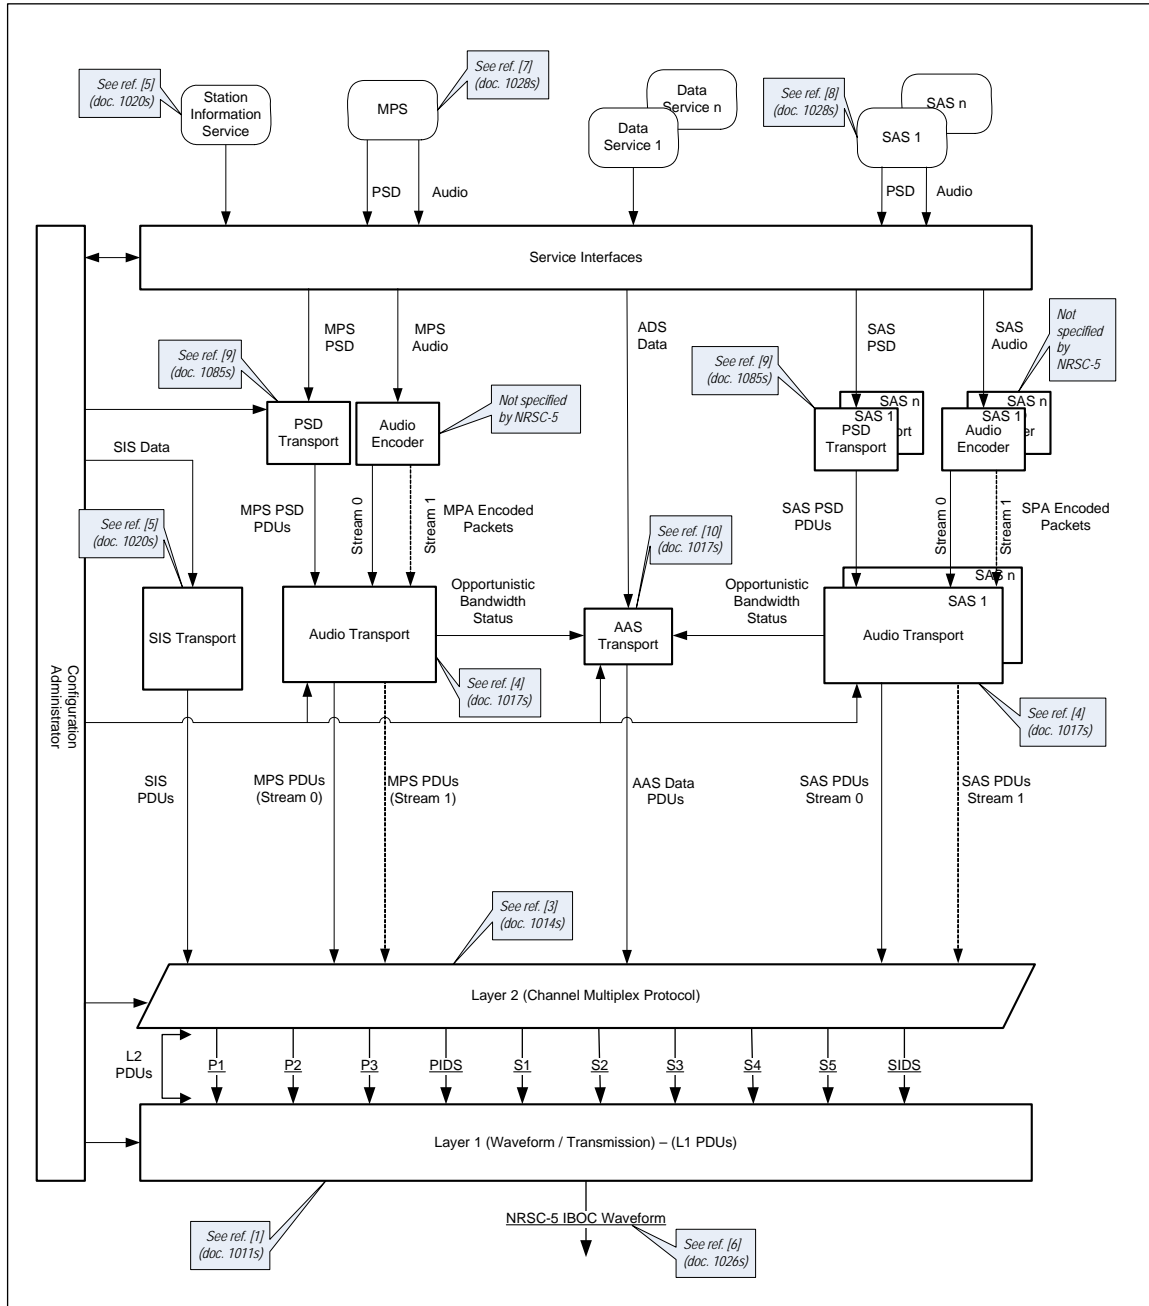 See ref. [5]
(doc. 1020s)
Station
Information
Service
MPS
See ref. [7]
(doc. 1028s)
Data
Service n
Data
Service 1
See ref. [8]
(doc. 1028s)
SAS n
SAS 1
PSD
Audio
PSD
Audio
Service Interfaces
MPS
PSD
MPS
Audio
ADS
Data
SAS
PSD
SAS
Audio
Not
specified
by
NRSC-5
See ref. [9]
(doc. 1085s)
See ref. [9]
(doc. 1085s)
Not specified
by NRSC-5
PSD
Transport
Audio
Encoder
SAS n
SAS 1
PSD
Transport
SAS n
SAS 1
Audio
Encoder
SIS Data
MPS PSD
PDUs
Stream 0
Stream 1
MPA Encoded
Packets
SAS PSD
PDUs
Stream 0
Stream 1
SPA Encoded
Packets
See ref. [5]
(doc. 1020s)
See ref. [10]
(doc. 1017s)
SIS Transport
Audio Transport
Opportunistic
Bandwidth
Status
AAS
Transport
Opportunistic
Bandwidth
Status
SAS n
SAS 1
Audio Transport
See ref. [4]
(doc. 1017s)
See ref. [4]
(doc. 1017s)
Configuration
Administrator
SIS
PDUs
MPS PDUs
(Stream 0)
MPS PDUs
(Stream 1)
AAS Data
PDUs
SAS PDUs
Stream 0
SAS PDUs
Stream 1
See ref. [3]
(doc. 1014s)
Layer 2 (Channel Multiplex Protocol)
L2
PDUs
P1
P2
P3
PIDS
S1
S2
S3
S4
S5
SIDS
Layer 1 (Waveform / Transmission) – (L1 PDUs)
See ref. [1]
(doc. 1011s)
NRSC-5 IBOC Waveform
See ref. [6]
(doc. 1026s)